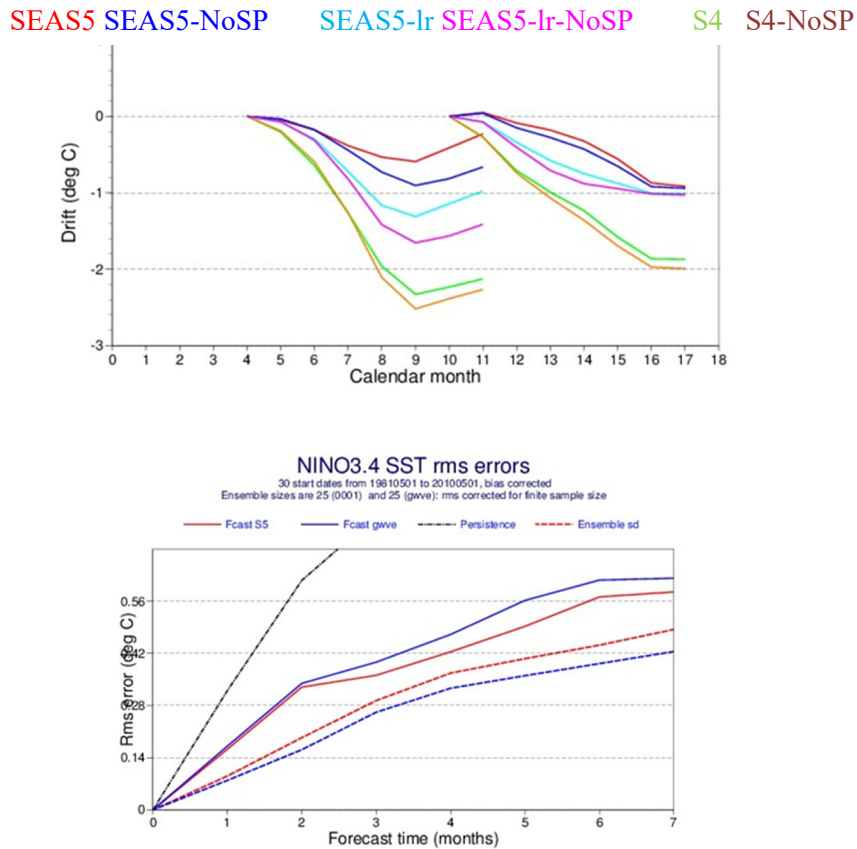 SEAS5 SEAS5-NoSP SEAS5-lr SEAS5-lr-NoSP S4 S4-NoSP
0
-1
-2
-3
Drift (deg C)
0 1 2 3 4 5 6 7 8 9 10 11 12 13 14 15 16 17 18
Calendar month
NINO3.4 SST rms errors
30 start dates from 19810501 to 20100501, bias corrected
Ensemble sizes are 25 (0001) and 25 (gwve): rms corrected for finite sample size
Fcast S5 Fcast gwve Persistence Ensemble sd
0.56
0.42
0.28
0.14
0
Rms error (deg C)
0 1 2 3 4 5 6 7
Forecast time (months)